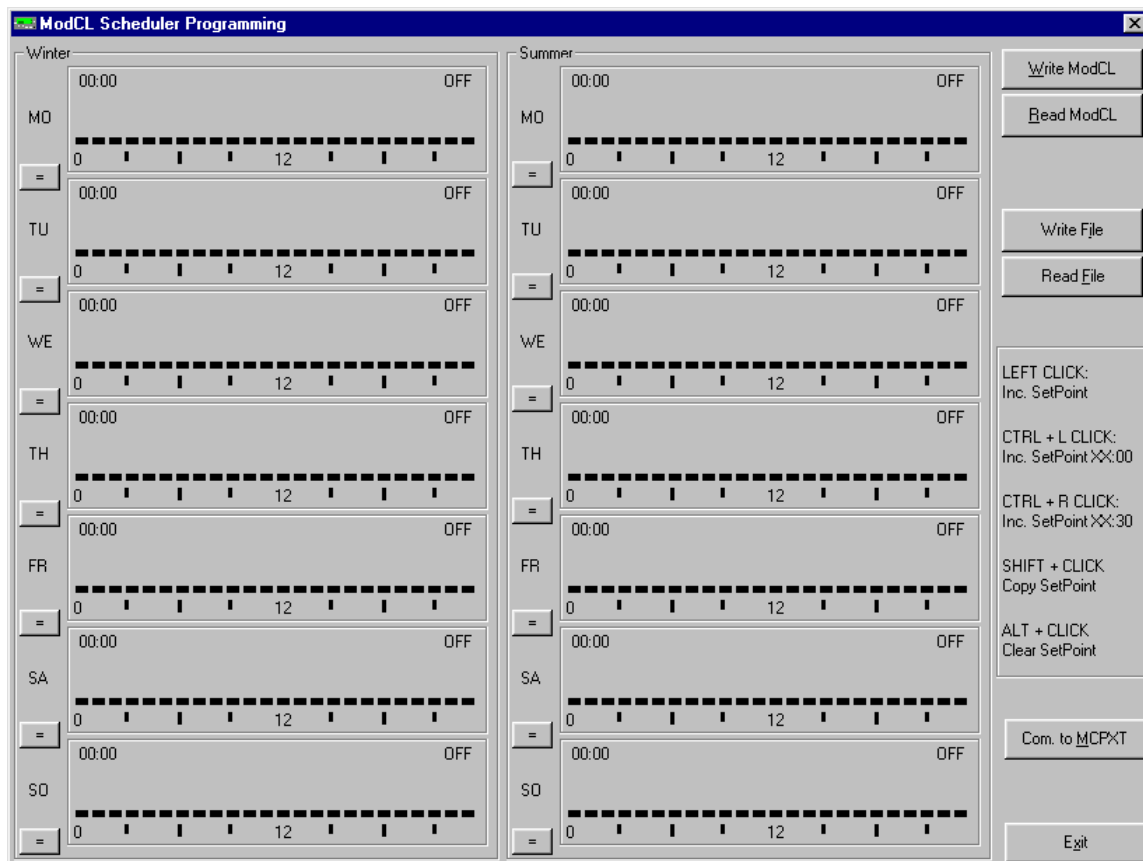 ModCL Scheduler Programming
Winter
00:00 OFF
MO
0 12
=
00:00 OFF
TU
0 12
=
00:00 OFF
WE
0 12
=
00:00 OFF
TH
0 12
=
00:00 OFF
FR
0 12
=
00:00 OFF
SA
0 12
=
00:00 OFF
SO
0 12
=
Summer
00:00 OFF
MO
0 12
=
00:00 OFF
TU
0 12
=
00:00 OFF
WE
0 12
=
00:00 OFF
TH
0 12
=
00:00 OFF
FR
0 12
=
00:00 OFF
SA
0 12
=
00:00 OFF
SO
0 12
=
Write ModCL
Read ModCL
Write File
Read File
LEFT CLICK:
Inc. SetPoint
CTRL + L CLICK:
Inc. SetPoint XX:00
CTRL + R CLICK:
Inc. SetPoint XX:30
SHIFT + CLICK
Copy SetPoint
ALT + CLICK
Clear SetPoint
Com. to MCPXT
Exit